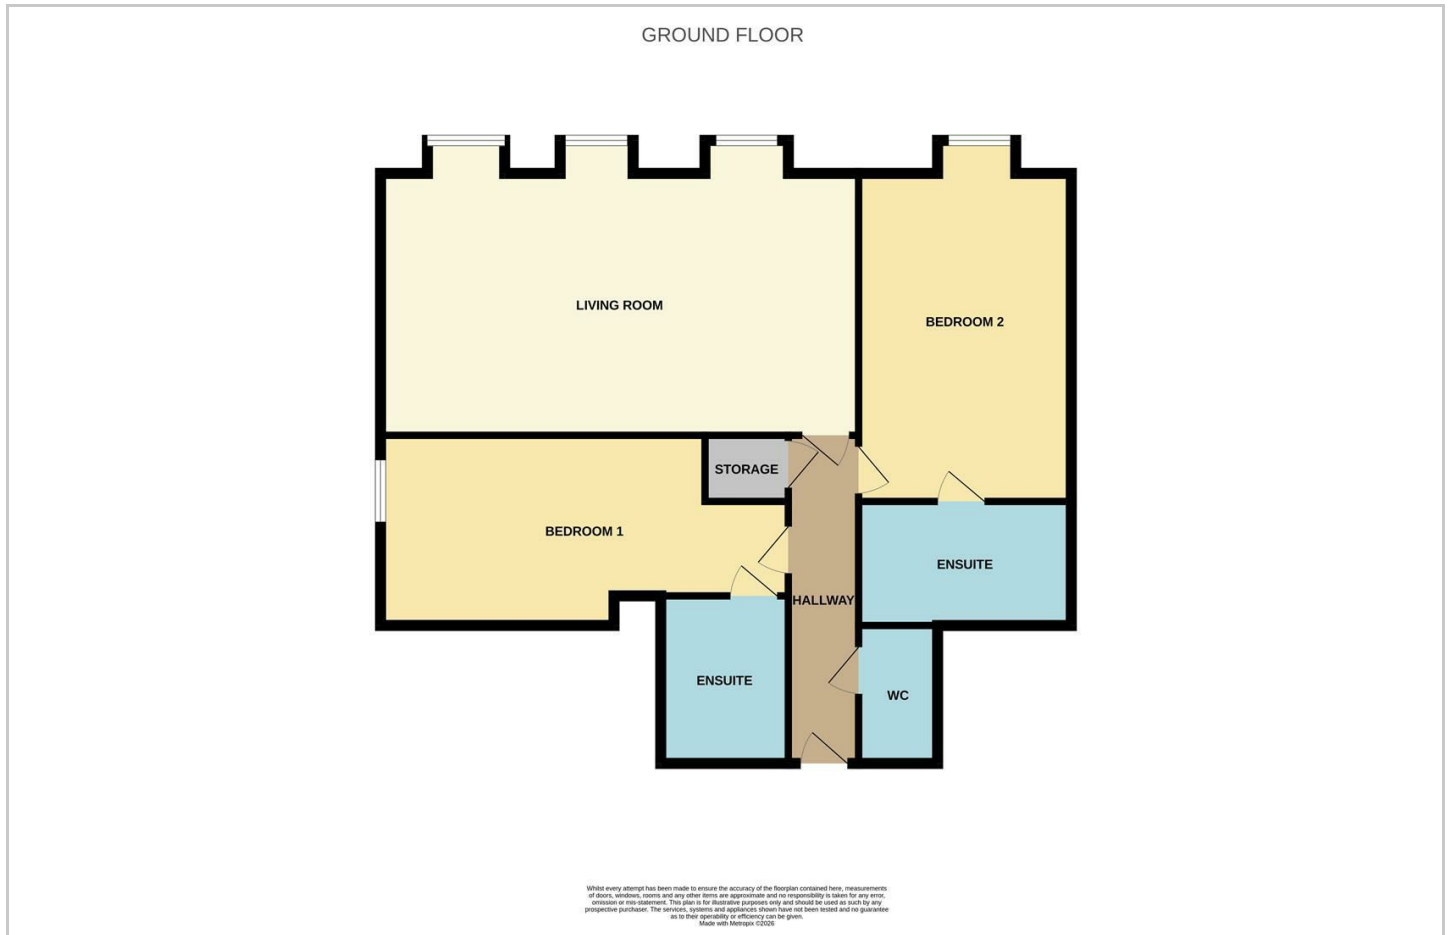 GROUND FLOOR
LIVING ROOM
BEDROOM 2
STORAGE
BEDROOM 1
ENSUITE
HALLWAY
ENSUITE
WC
Whilst every attempt has been made to ensure the accuracy of the floorplan contained here, measurements
of doors, windows, rooms and any other items are approximate and no responsibility is taken for any error,
omission or mis-statement. This plan is for illustrative purposes only and should be used as such by any
prospective purchaser. The services, systems and appliances shown have not been tested and no guarantee
as to their operability or efficiency can be given.
Made with Metropix ©2026